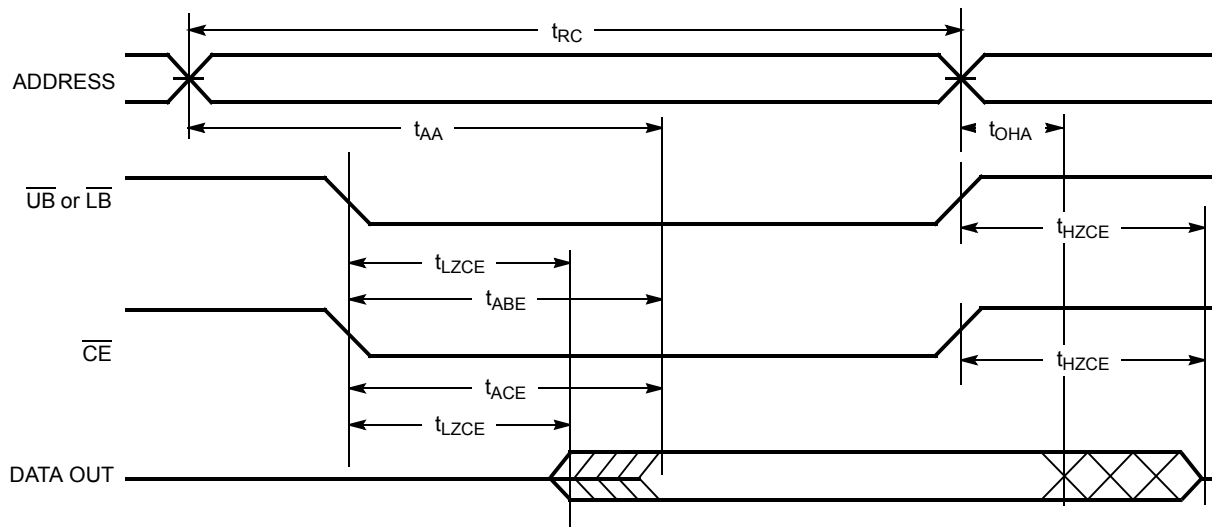 tRC
ADDRESS
tAA
tOHA
UB or LB
tHZCE
tLZCE
tABE
CE
tHZCE
tACE
tLZCE
DATA OUT